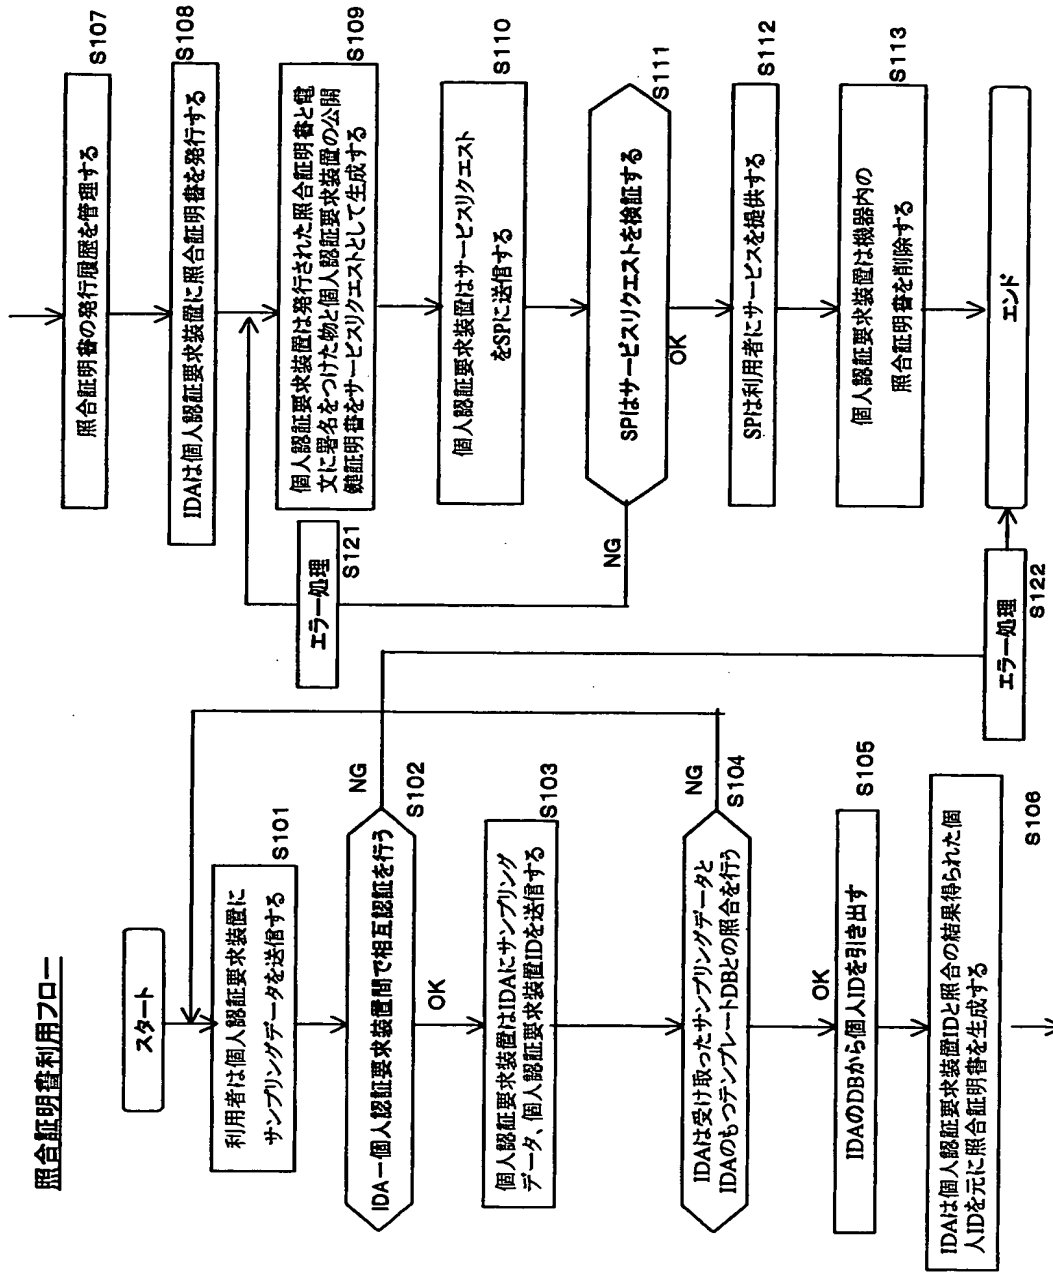 照合証明書利用フロー
スタート
利用者は個人認証要求装置に
サンプリングデータを送信する
S101
IDA－個人認証要求装置間で相互認証を行う
S102
NG
OK
個人認証要求装置はIDAにサンプリング
データ、個人認証要求装置IDを送信する
S103
IDAは受け取ったサンプリングデータと
IDAのもつテンプレートDBとの照合を行う
S104
NG
OK
IDAのDBから個人IDを引き出す
S105
IDAは個人認証要求装置IDと照合の結果得られた個
人IDを元に照合証明書を生成する
S106
照合証明書の発行履歴を管理する
S107
IDAは個人認証要求装置に照合証明書を発行する
S108
個人認証要求装置は発行された照合証明書と電
文に署名をつけた物と個人認証要求装置の公開
鍵証明書をサービスリクエストとして生成する
S109
個人認証要求装置はサービスリクエスト
をSPに送信する
S110
SPはサービスリクエストを検証する
S111
NG
OK
エラー処理
S121
SPは利用者にサービスを提供する
S112
個人認証要求装置は機器内の
照合証明書を削除する
S113
エラー処理
S122
エンド